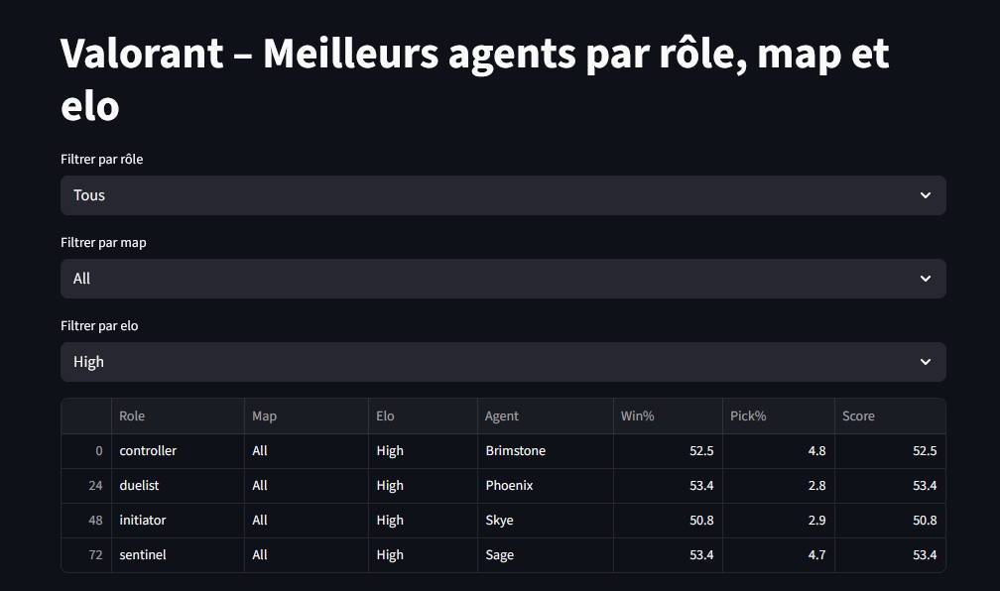 Valorant – Meilleurs agents par rôle, map et
elo
Filtrer par rôle
Tous
Filtrer par map
All
Filtrer par elo
High
Role Map Elo Agent Win% Pick% Score
0 controller All High Brimstone 52.5 4.8 52.5
24 duelist All High Phoenix 53.4 2.8 53.4
48 initiator All High Skye 50.8 2.9 50.8
72 sentinel All High Sage 53.4 4.7 53.4